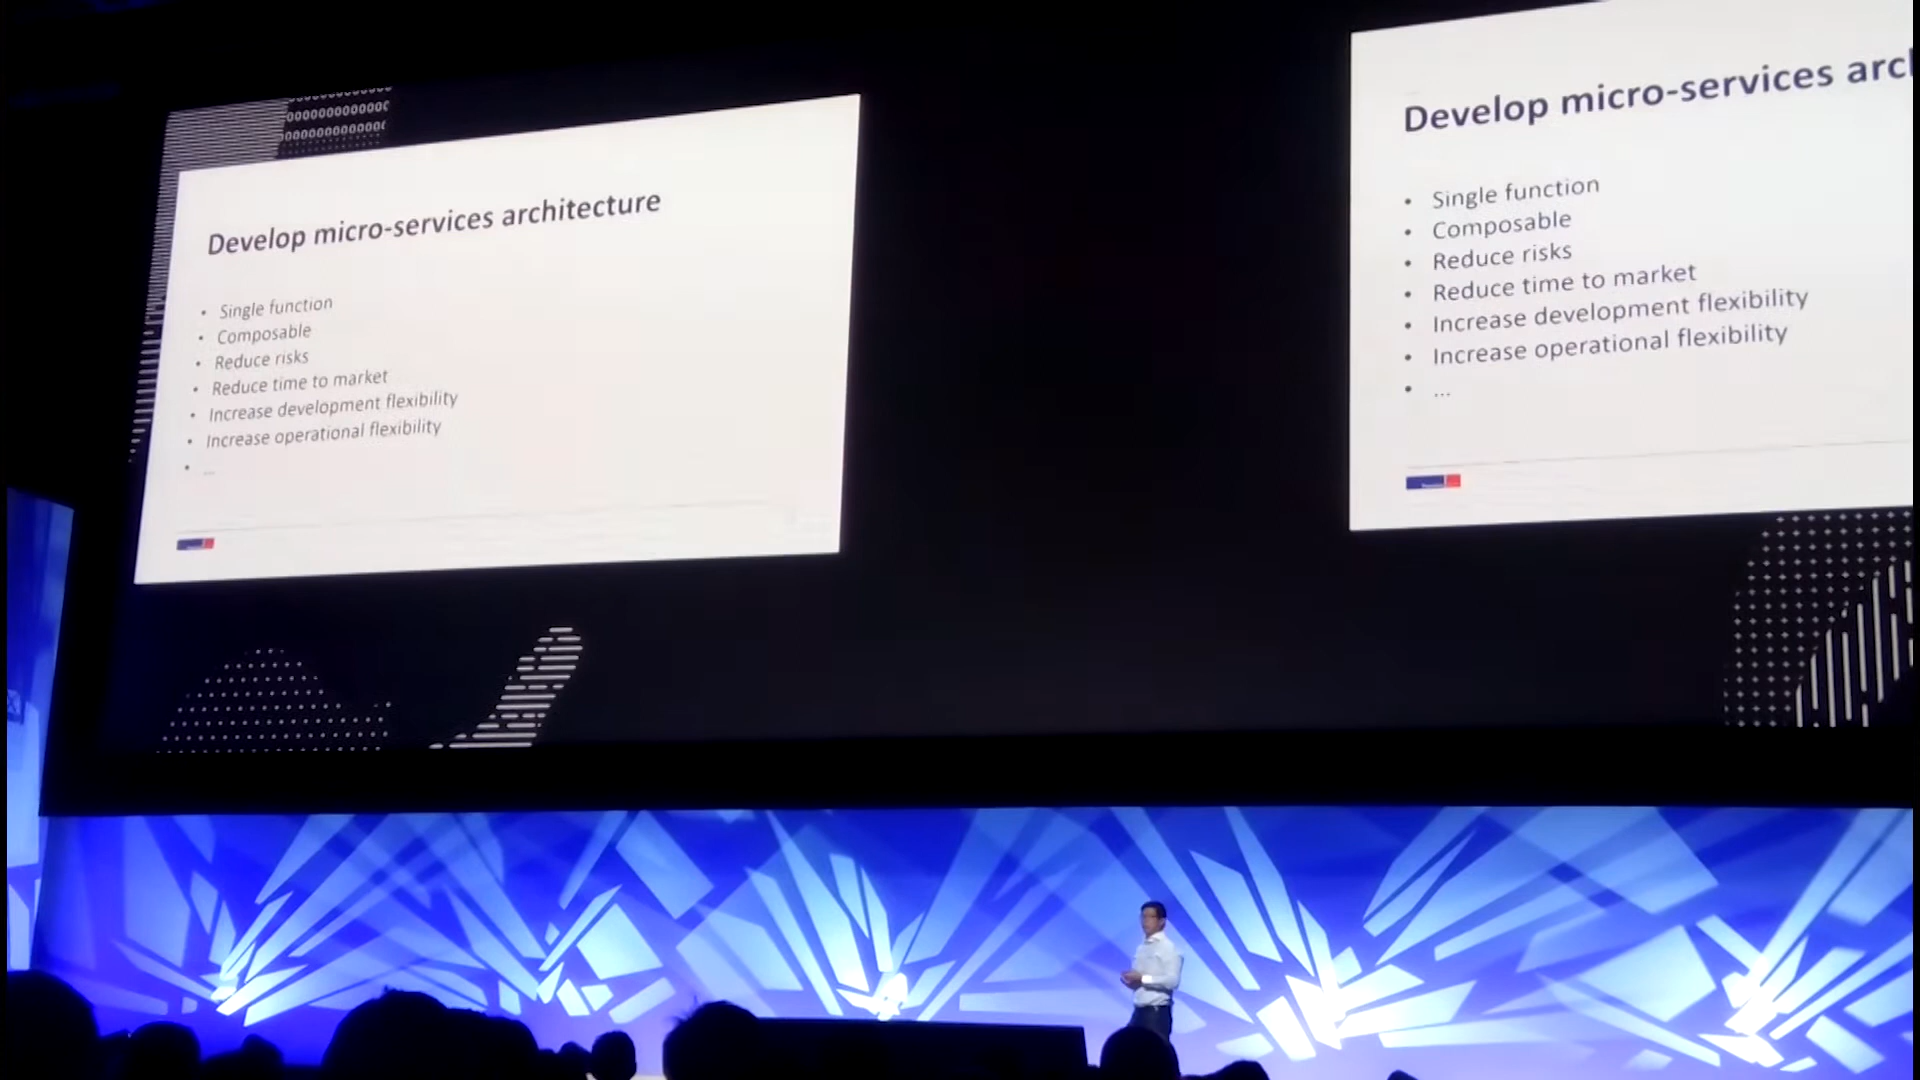 Develop micro-services architecture
• Single function
• Composable
• Reduce risks
• Reduce time to market
• Increase development flexibility
• Increase operational flexibility
• ...
Develop micro-services arc
• Single function
• Composable
• Reduce risks
• Reduce time to market
• Increase development flexibility
• Increase operational flexibility
• ...